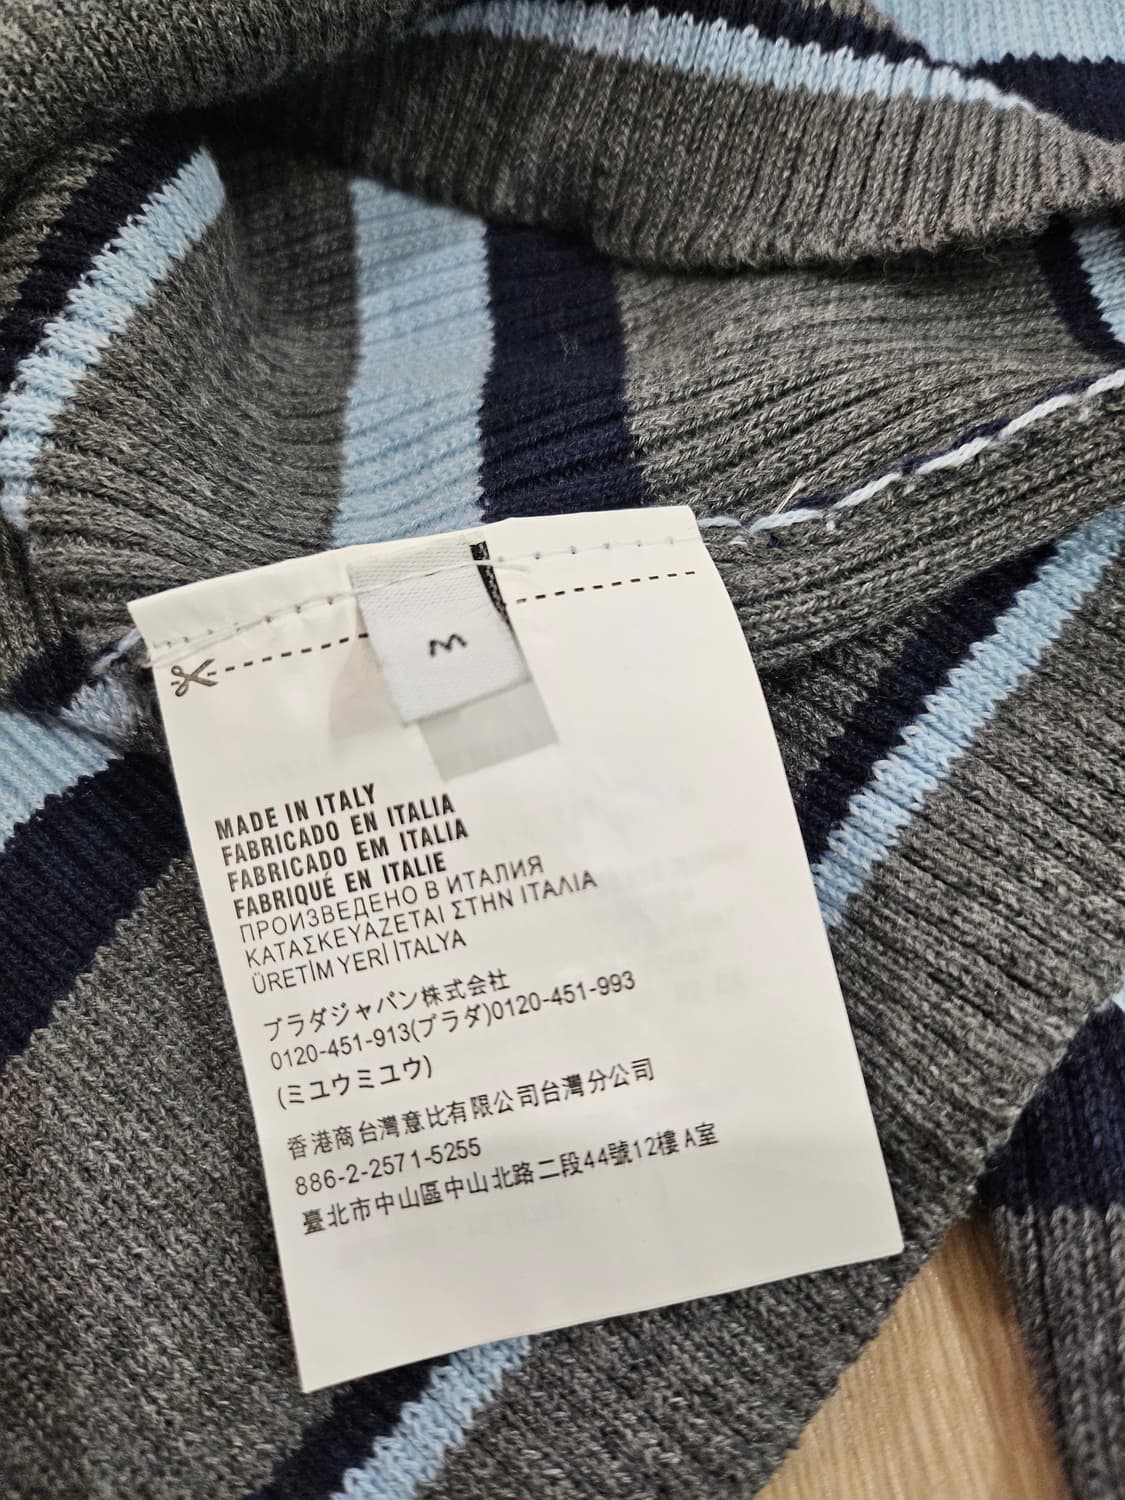 M
MADE IN ITALY
FABRICADO EN ITALIA
FABRICADO EM ITALIA
FABRIQUÉ EN ITALIE
ПРОИЗВЕДЕНО В ИТАЛИЯ
ΚΑΤΑΣΚΕΥΑΖΕΤΑΙ ΣΤΗΝ ΙΤΑΛΙΑ
ÜRETİM YERİ İTALYA
プラダジャパン株式会社
0120-451-913(プラダ)0120-451-993
(ミユウミユウ)
香港商台灣意比有限公司台灣分公司
886-2-2571-5255
臺北市中山區中山北路二段44號12樓A室